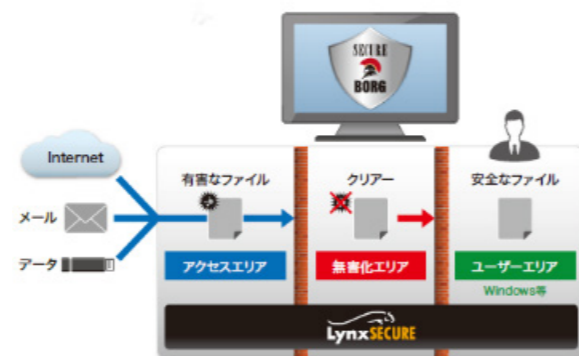 SECURE
BORG
Internet
メール
データ
有害なファイル
クリアー
安全なファイル
アクセスエリア
無害化エリア
ユーザーエリア
Windows等
LynxSECURE